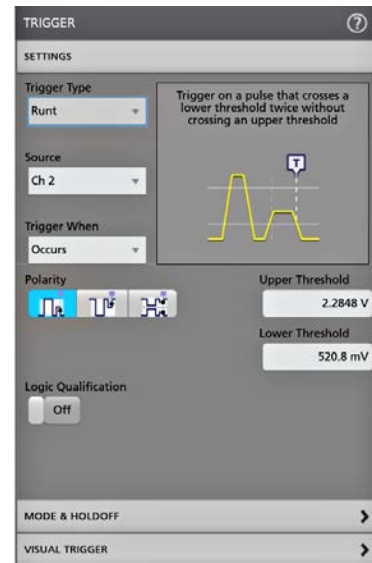 TRIGGER
?
SETTINGS
Trigger Type
Runt
Trigger on a pulse that crosses a
lower threshold twice without
crossing an upper threshold
T
Source
Ch 2
Trigger When
Occurs
Polarity
Upper Threshold
2.2848 V
Lower Threshold
520.8 mV
Logic Qualification
Off
MODE & HOLDOFF
VISUAL TRIGGER